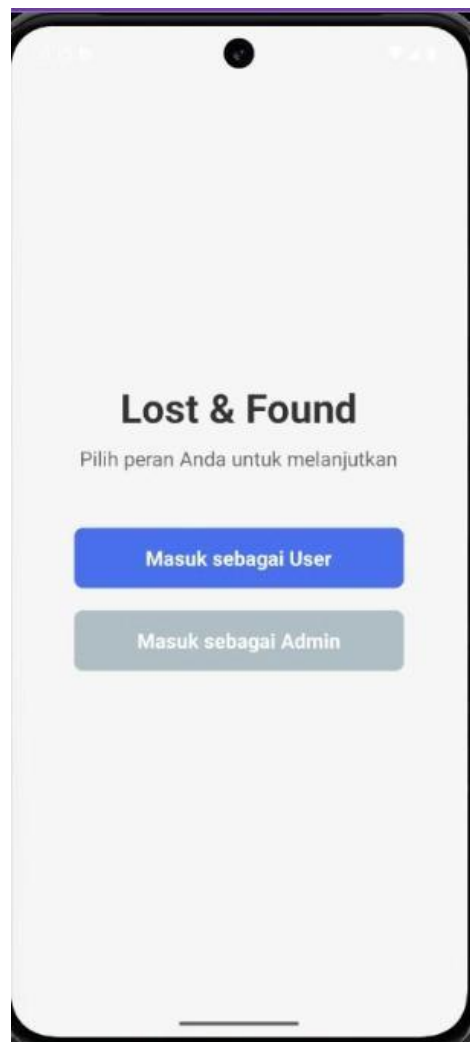 Lost & Found
Pilih peran Anda untuk melanjutkan
Masuk sebagai User
Masuk sebagai Admin